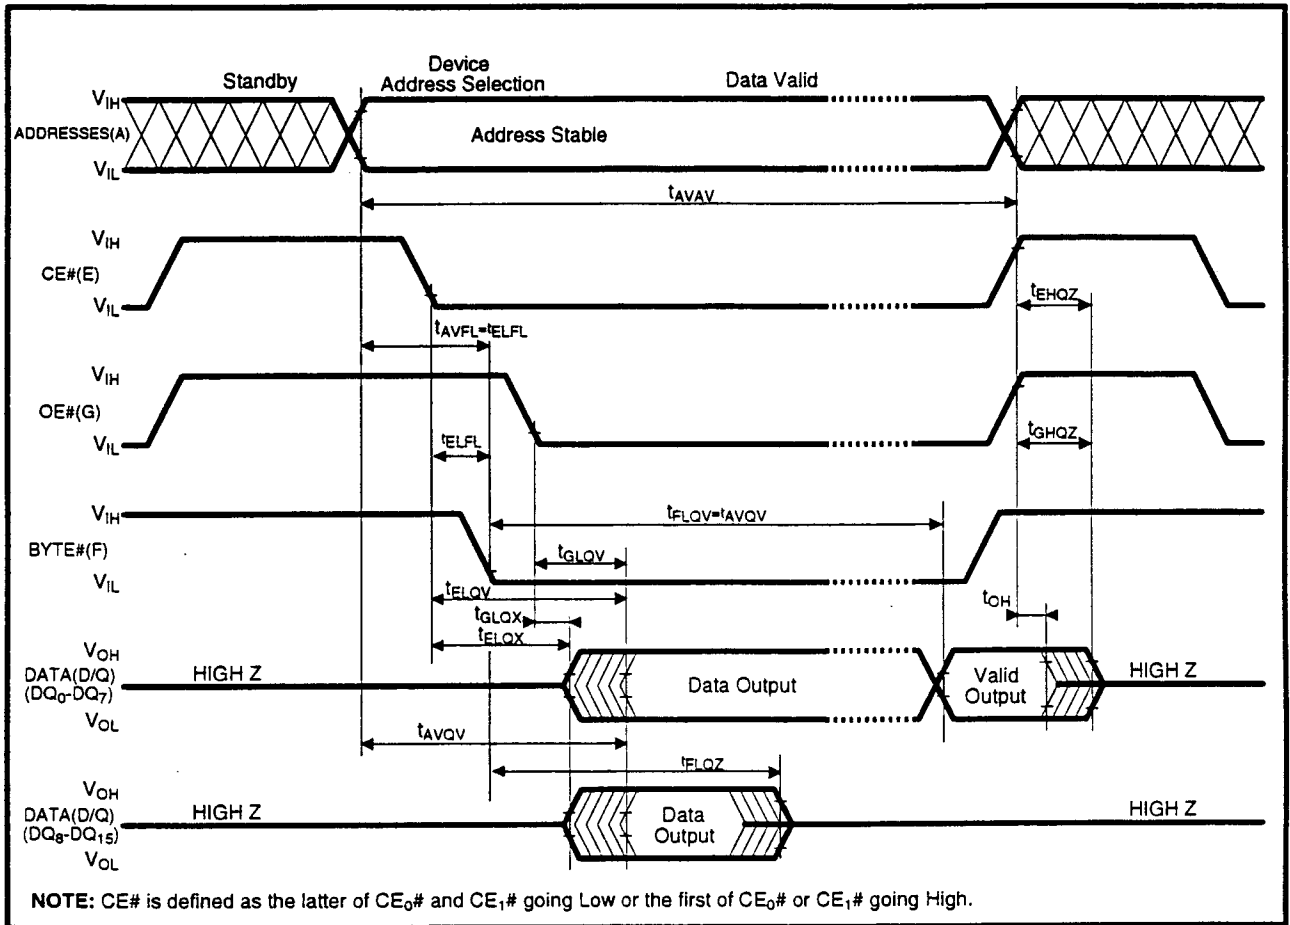 Device
Standby Address Selection Data Valid
VIH
ADDRESSES(A) Address Stable
VIL
tAVAV
VIH
CE#(E)
VIL
tEHQZ
tAVFL=tELFL
VIH
OE#(G)
VIL
tELFL
tGHQZ
VIH
tFLQV=tAVQV
BYTE#(F)
tGLQV
VIL
tELQV
tOH
tGLQX
tELQX
VOH
DATA(D/Q) HIGH Z Data Output Valid HIGH Z
(DQ0-DQ7) Output
VOL
tAVQV
tFLQZ
VOH
DATA(D/Q) HIGH Z Data HIGH Z
(DQ8-DQ15) Output
VOL
NOTE: CE# is defined as the latter of CE0# and CE1# going Low or the first of CE0# or CE1# going High.